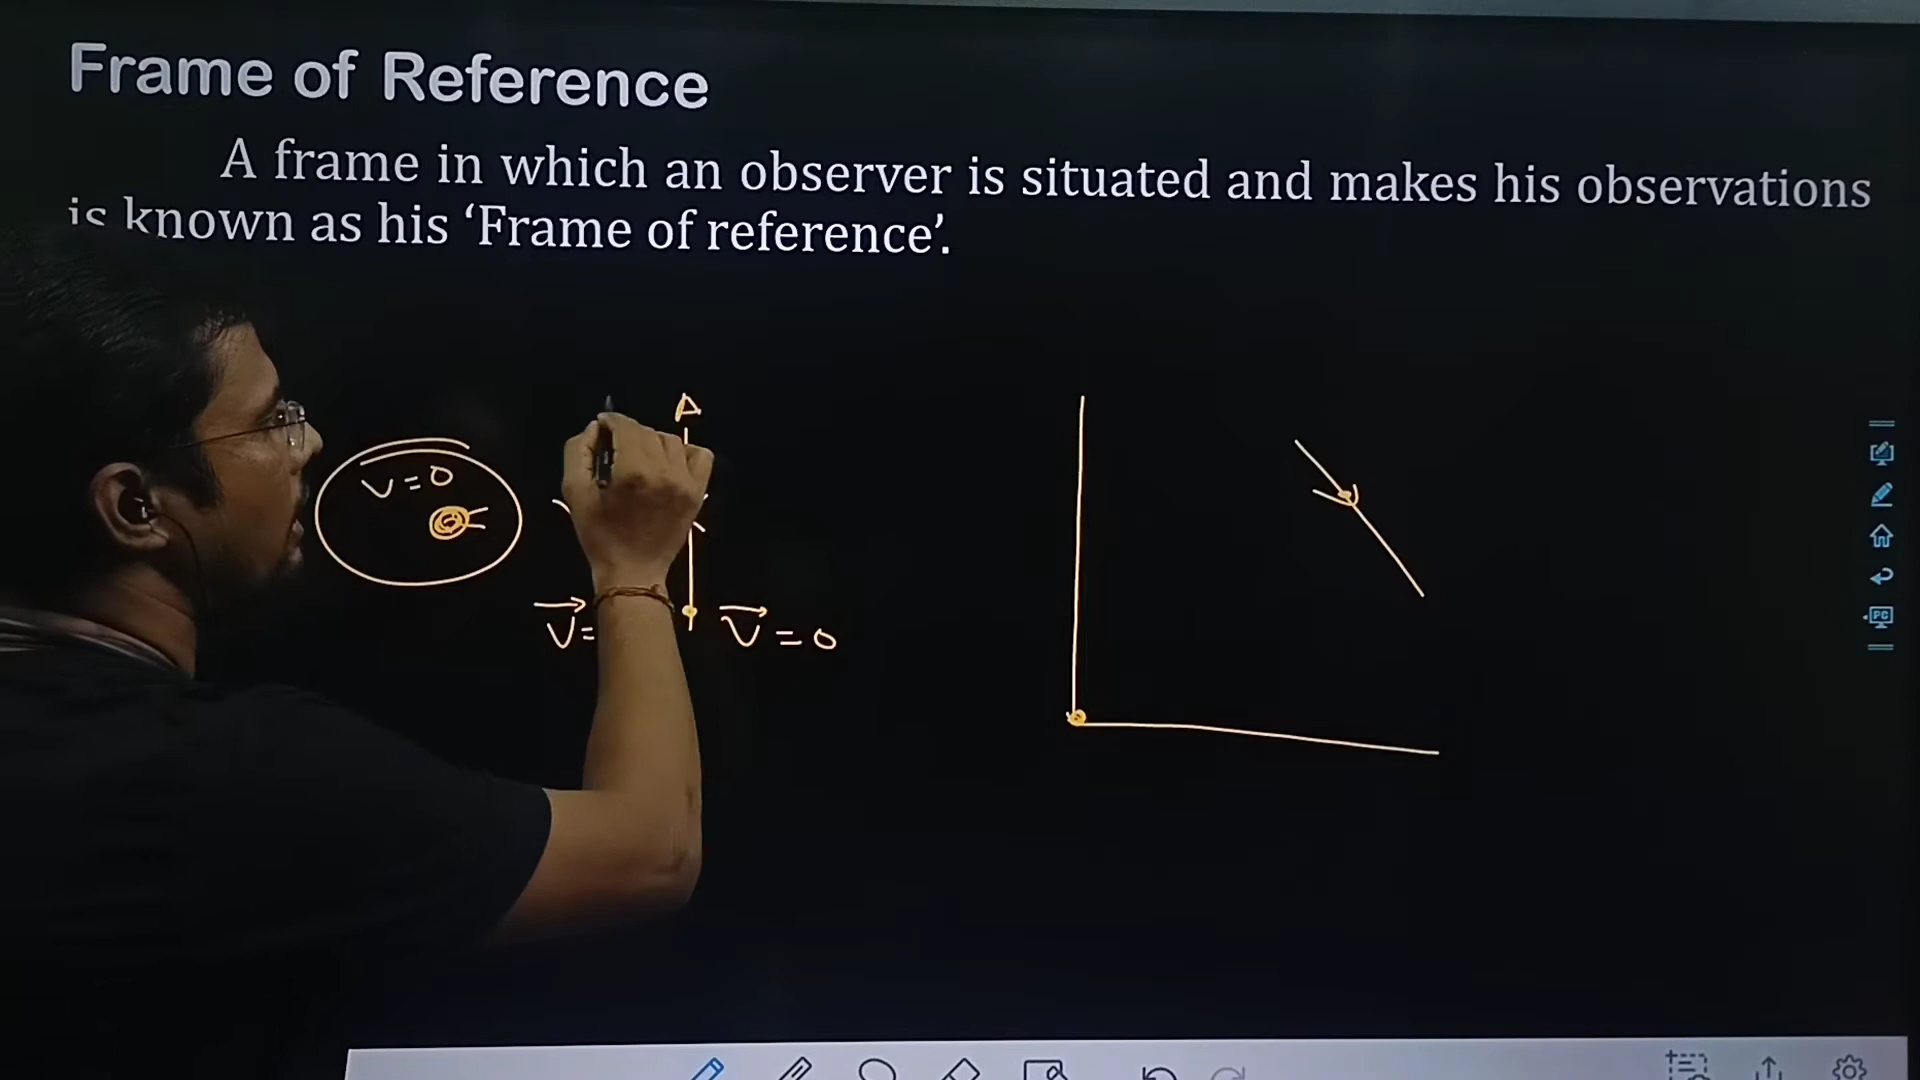 Frame of Reference
A frame in which an observer is situated and makes his observations
is known as his ‘Frame of reference’.
A
v=0
V=
V = 0
PC